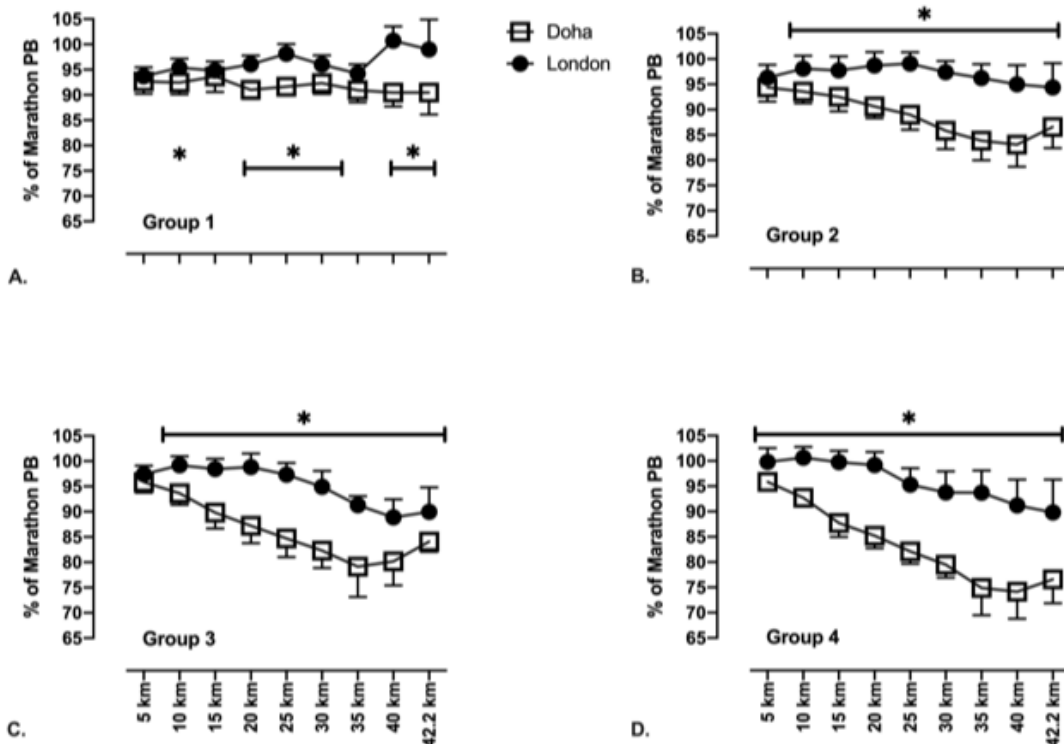 105
100
95
90
85
80
75
70
65
% of Marathon PB
*
*
*
Group 1
A.
Doha
London
105
100
95
90
85
80
75
70
65
% of Marathon PB
*
Group 2
B.
105
100
95
90
85
80
75
70
65
% of Marathon PB
*
Group 3
5 km
10 km
15 km
20 km
25 km
30 km
35 km
40 km
42.2 km
C.
105
100
95
90
85
80
75
70
65
% of Marathon PB
*
Group 4
5 km
10 km
15 km
20 km
25 km
30 km
35 km
40 km
42.2 km
D.